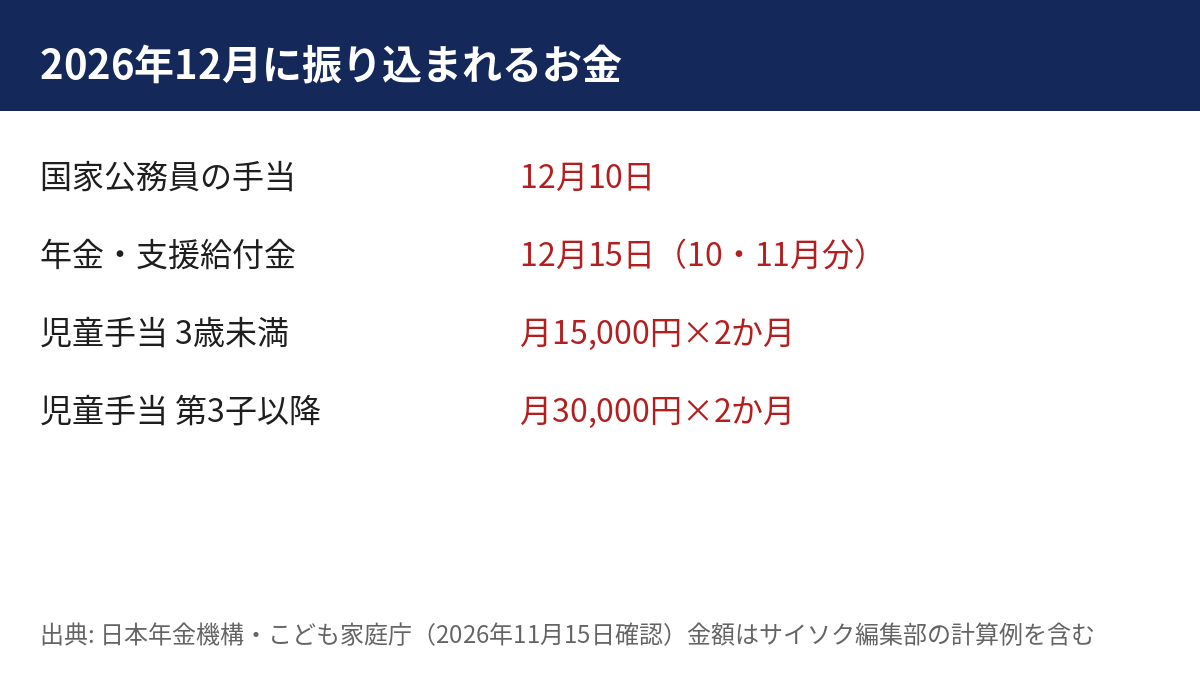 2026年12月に振り込まれるお金
国家公務員の手当 12月10日
年金・支援給付金 12月15日（10・11月分）
児童手当 3歳未満 月15,000円×2か月
児童手当 第3子以降 月30,000円×2か月
出典: 日本年金機構・こども家庭庁（2026年11月15日確認）金額はサイソク編集部の計算例を含む